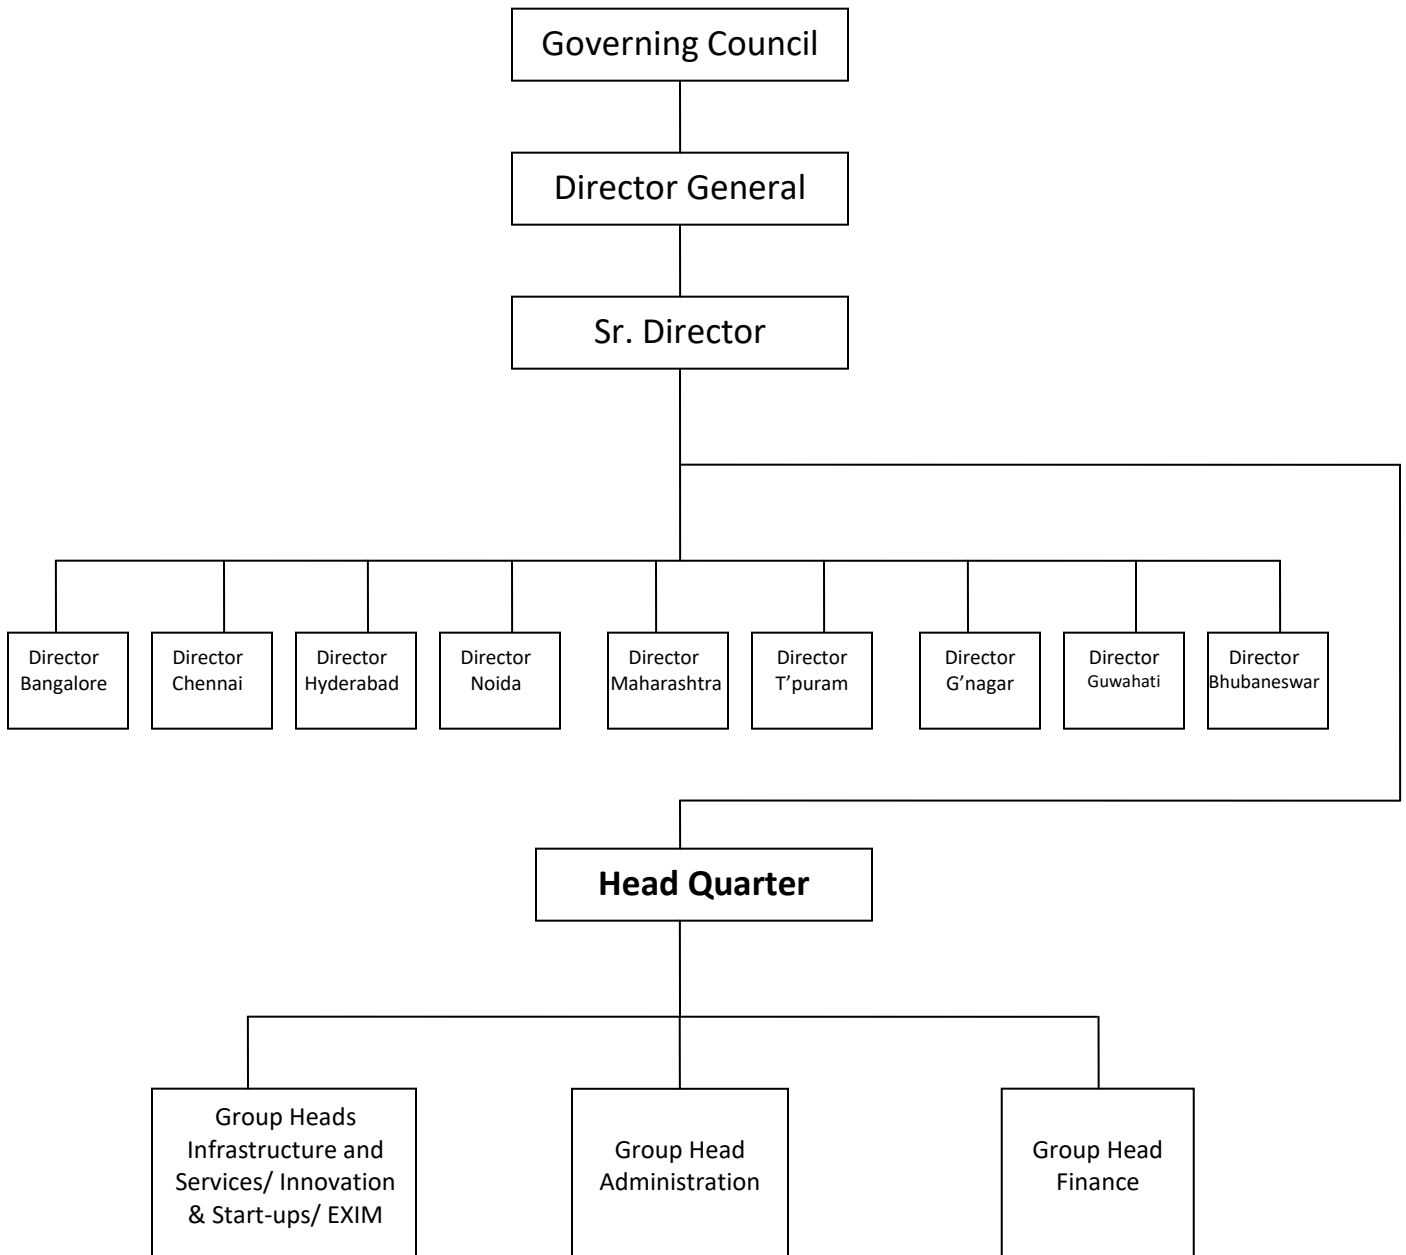 Governing Council
Director General
Sr. Director
Director
Bangalore
Director
Chennai
Director
Hyderabad
Director
Noida
Director
Maharashtra
Director
T’puram
Director
G’nagar
Director
Guwahati
Director
Bhubaneswar
Head Quarter
Group Heads
Infrastructure and
Services/ Innovation
& Start-ups/ EXIM
Group Head
Administration
Group Head
Finance